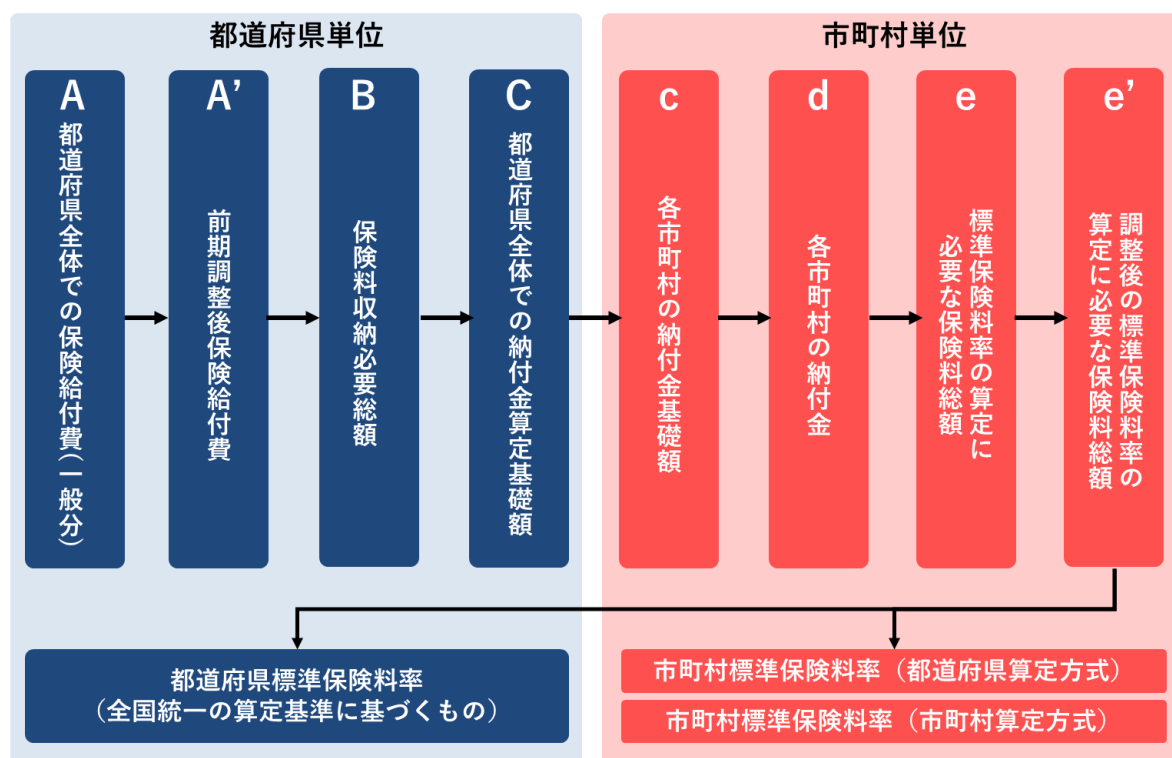 都道府県単位
A
都道府県全体での保険給付費(一般分)
A’
前期調整後保険給付費
B
保険料収納必要総額
C
都道府県全体での納付金算定基礎額
市町村単位
c
各市町村の納付金基礎額
d
各市町村の納付金
e
標準保険料率の算定に
必要な保険料総額
e’
調整後の標準保険料率の
算定に必要な保険料総額
都道府県標準保険料率
(全国統一の算定基準に基づくもの)
市町村標準保険料率(都道府県算定方式)
市町村標準保険料率(市町村算定方式)